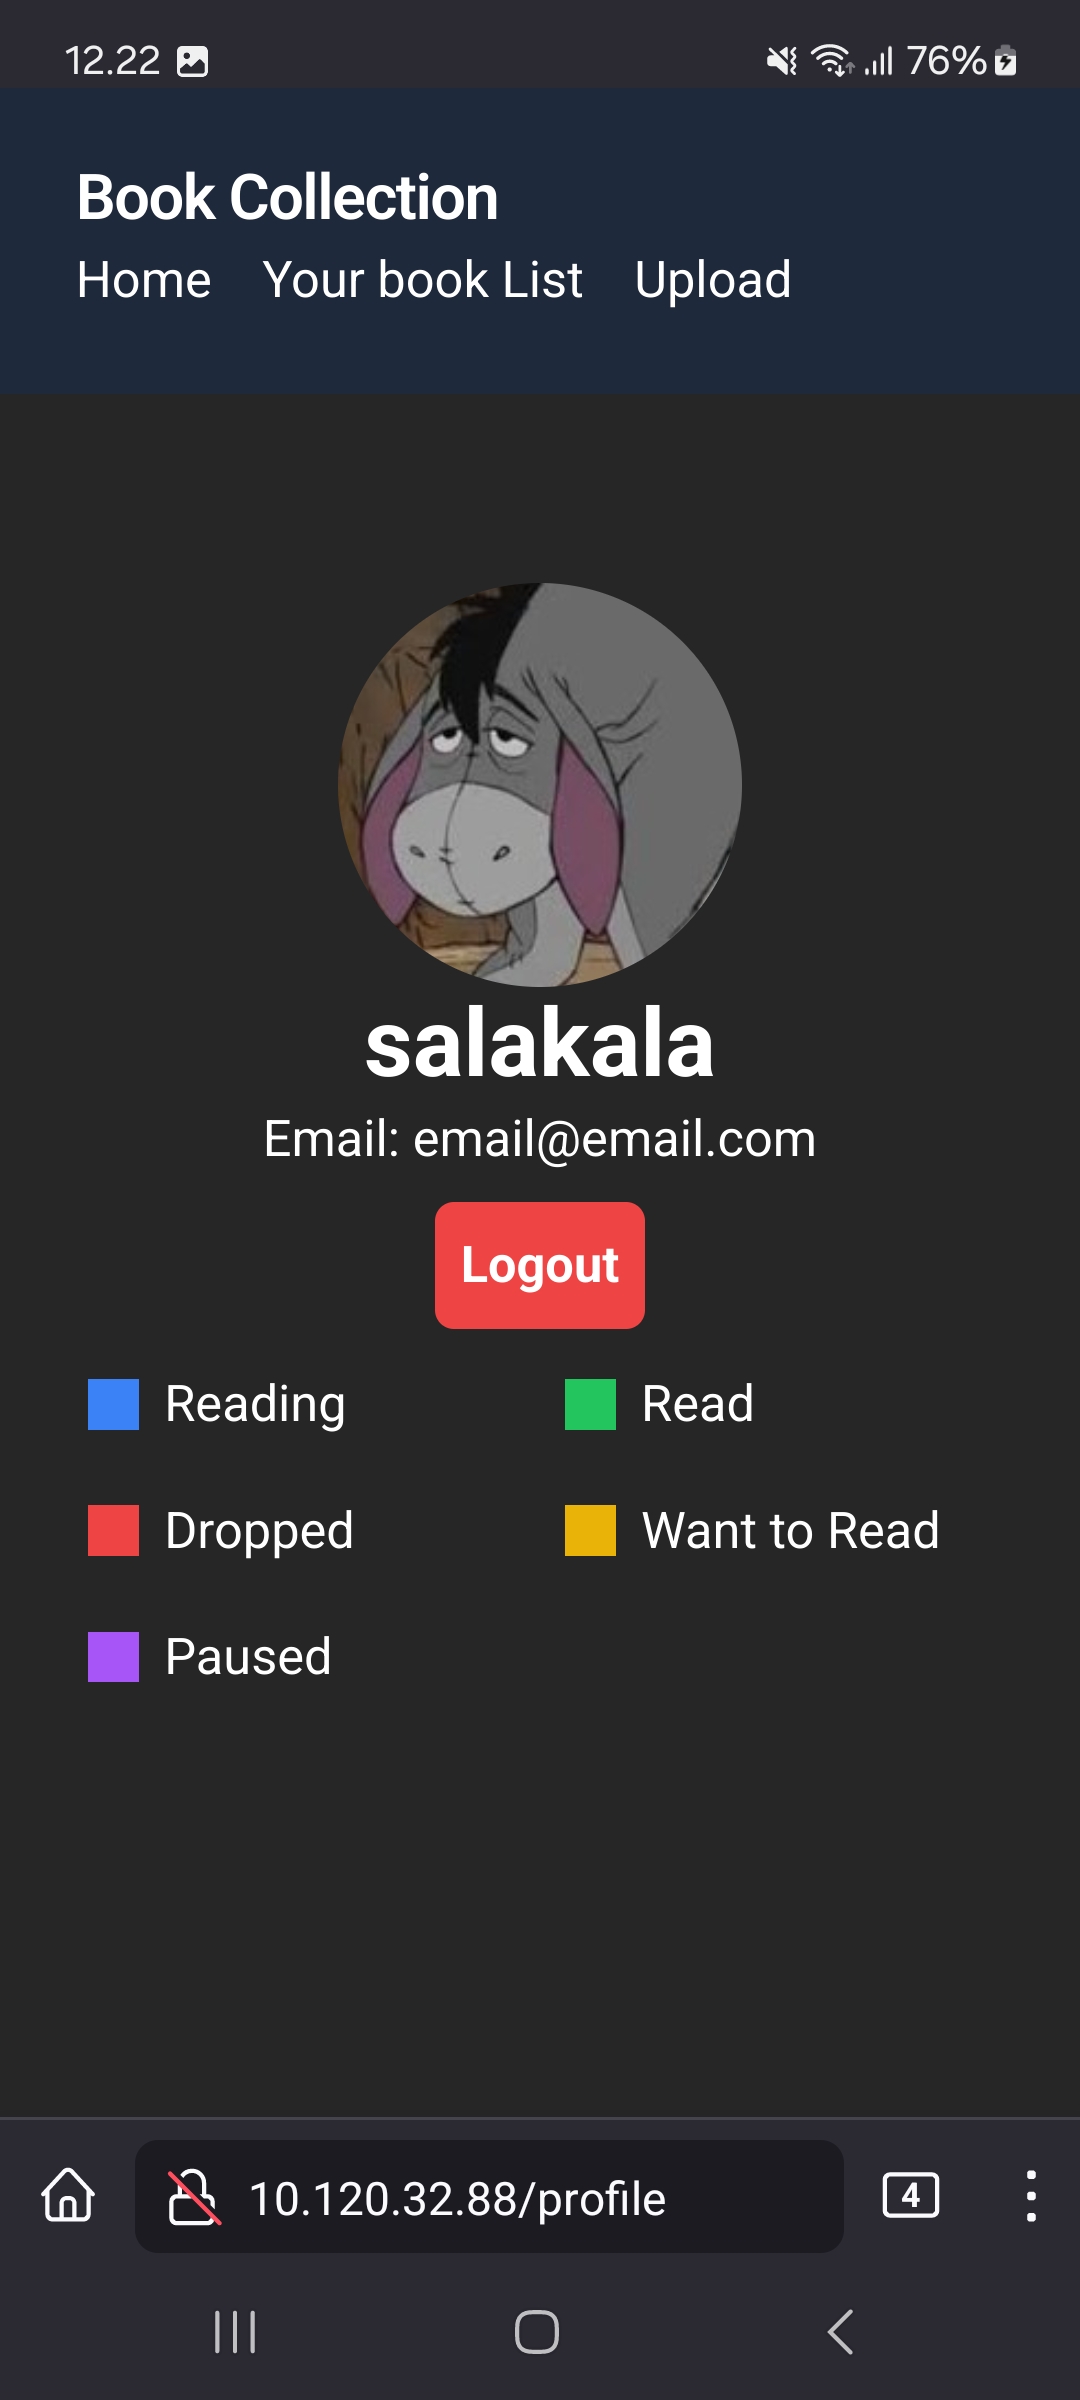 12.22 76%
Book Collection
Home Your book List Upload
salakala
Email: email@email.com
Logout
Reading Read
Dropped Want to Read
Paused
10.120.32.88/profile 4